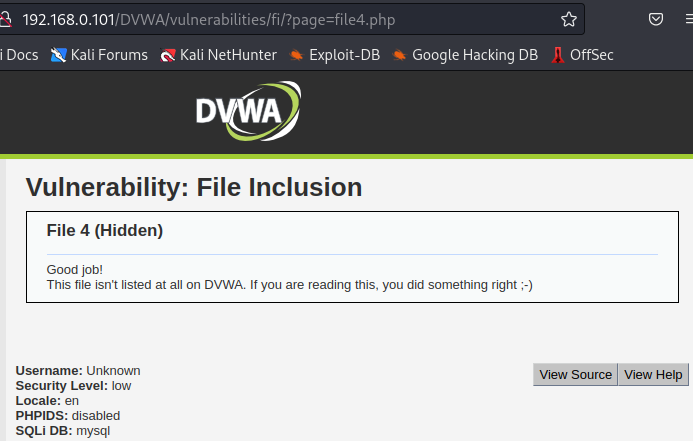 192.168.0.101/DVWA/vulnerabilities/fi/?page=file4.php
i Docs Kali Forums Kali NetHunter Exploit-DB Google Hacking DB OffSec
DVWA
Vulnerability: File Inclusion
File 4 (Hidden)
Good job!
This file isn't listed at all on DVWA. If you are reading this, you did something right ;-)
Username: Unknown
View Source View Help
Security Level: low
Locale: en
PHPIDS: disabled
SQLi DB: mysql